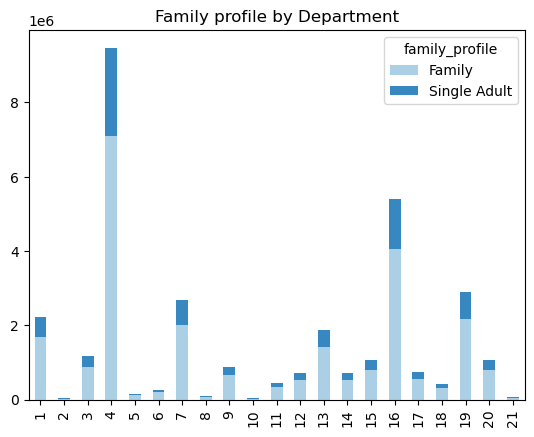 Family profile by Department
1e6
family_profile
Family
Single Adult
8
6
4
2
0
1 2 3 4 5 6 7 8 9 10 11 12 13 14 15 16 17 18 19 20 21